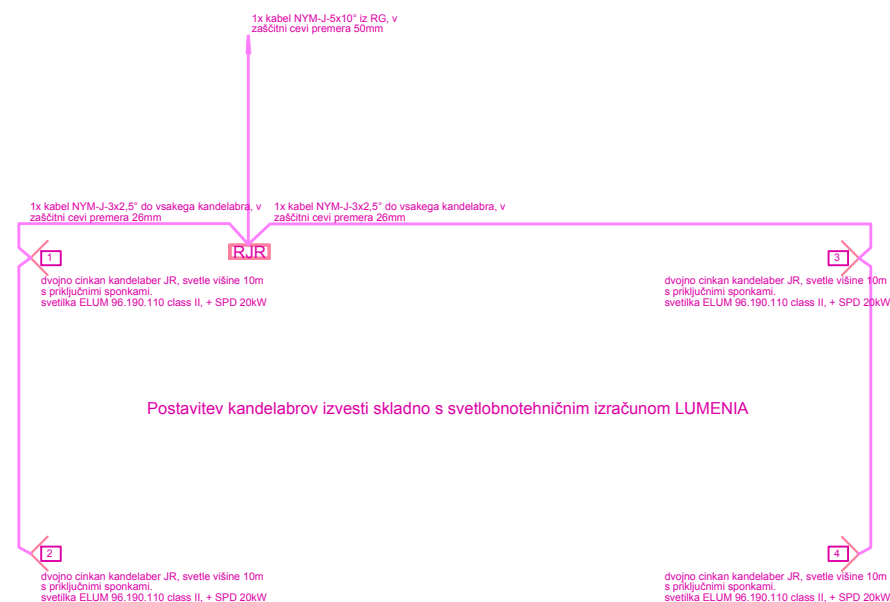 1x kabel NYM-J-5x10° iz RG, v
zaščitni cevi premera 50mm
1x kabel NYM-J-3x2,5° do vsakega kandelabra, v
zaščitni cevi premera 26mm
1x kabel NYM-J-3x2,5° do vsakega kandelabra, v
zaščitni cevi premera 26mm
RJR
1
dvojno cinkan kandelaber JR, svetle višine 10m
s priključnimi sponkami.
svetilka ELUM 96.190.110 class II, + SPD 20kW
3
dvojno cinkan kandelaber JR, svetle višine 10m
s priključnimi sponkami.
svetilka ELUM 96.190.110 class II, + SPD 20kW
Postavitev kandelabrov izvesti skladno s svetlobnotehničnim izračunom LUMENIA
2
dvojno cinkan kandelaber JR, svetle višine 10m
s priključnimi sponkami.
svetilka ELUM 96.190.110 class II, + SPD 20kW
4
dvojno cinkan kandelaber JR, svetle višine 10m
s priključnimi sponkami.
svetilka ELUM 96.190.110 class II, + SPD 20kW